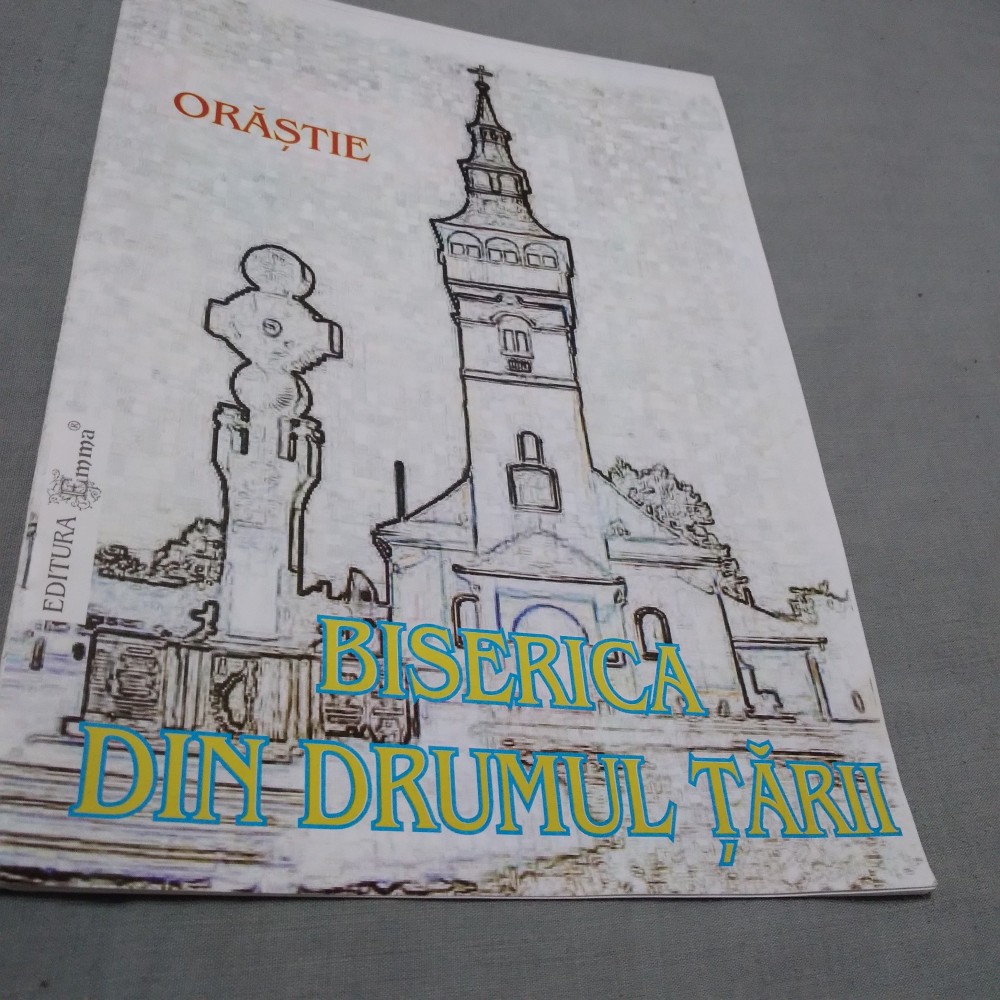 ORĂȘTIE
EDITURA Emma®
BISERICA
DIN DRUMUL ȚĂRII